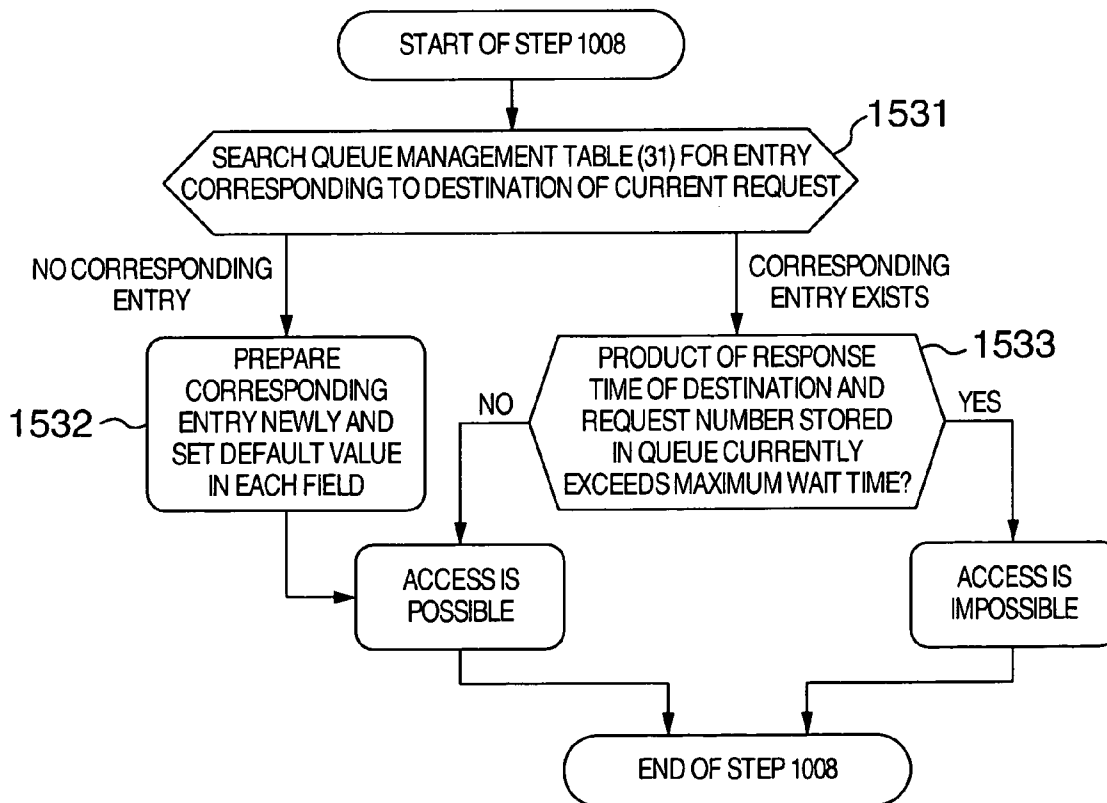 START OF STEP 1008
1531
SEARCH QUEUE MANAGEMENT TABLE (31) FOR ENTRY
CORRESPONDING TO DESTINATION OF CURRENT REQUEST
NO CORRESPONDING
ENTRY
CORRESPONDING
ENTRY EXISTS
1532
PREPARE
CORRESPONDING
ENTRY NEWLY AND
SET DEFAULT VALUE
IN EACH FIELD
1533
PRODUCT OF RESPONSE
TIME OF DESTINATION AND
REQUEST NUMBER STORED
IN QUEUE CURRENTLY
EXCEEDS MAXIMUM WAIT TIME?
NO
YES
ACCESS IS
POSSIBLE
ACCESS IS
IMPOSSIBLE
END OF STEP 1008